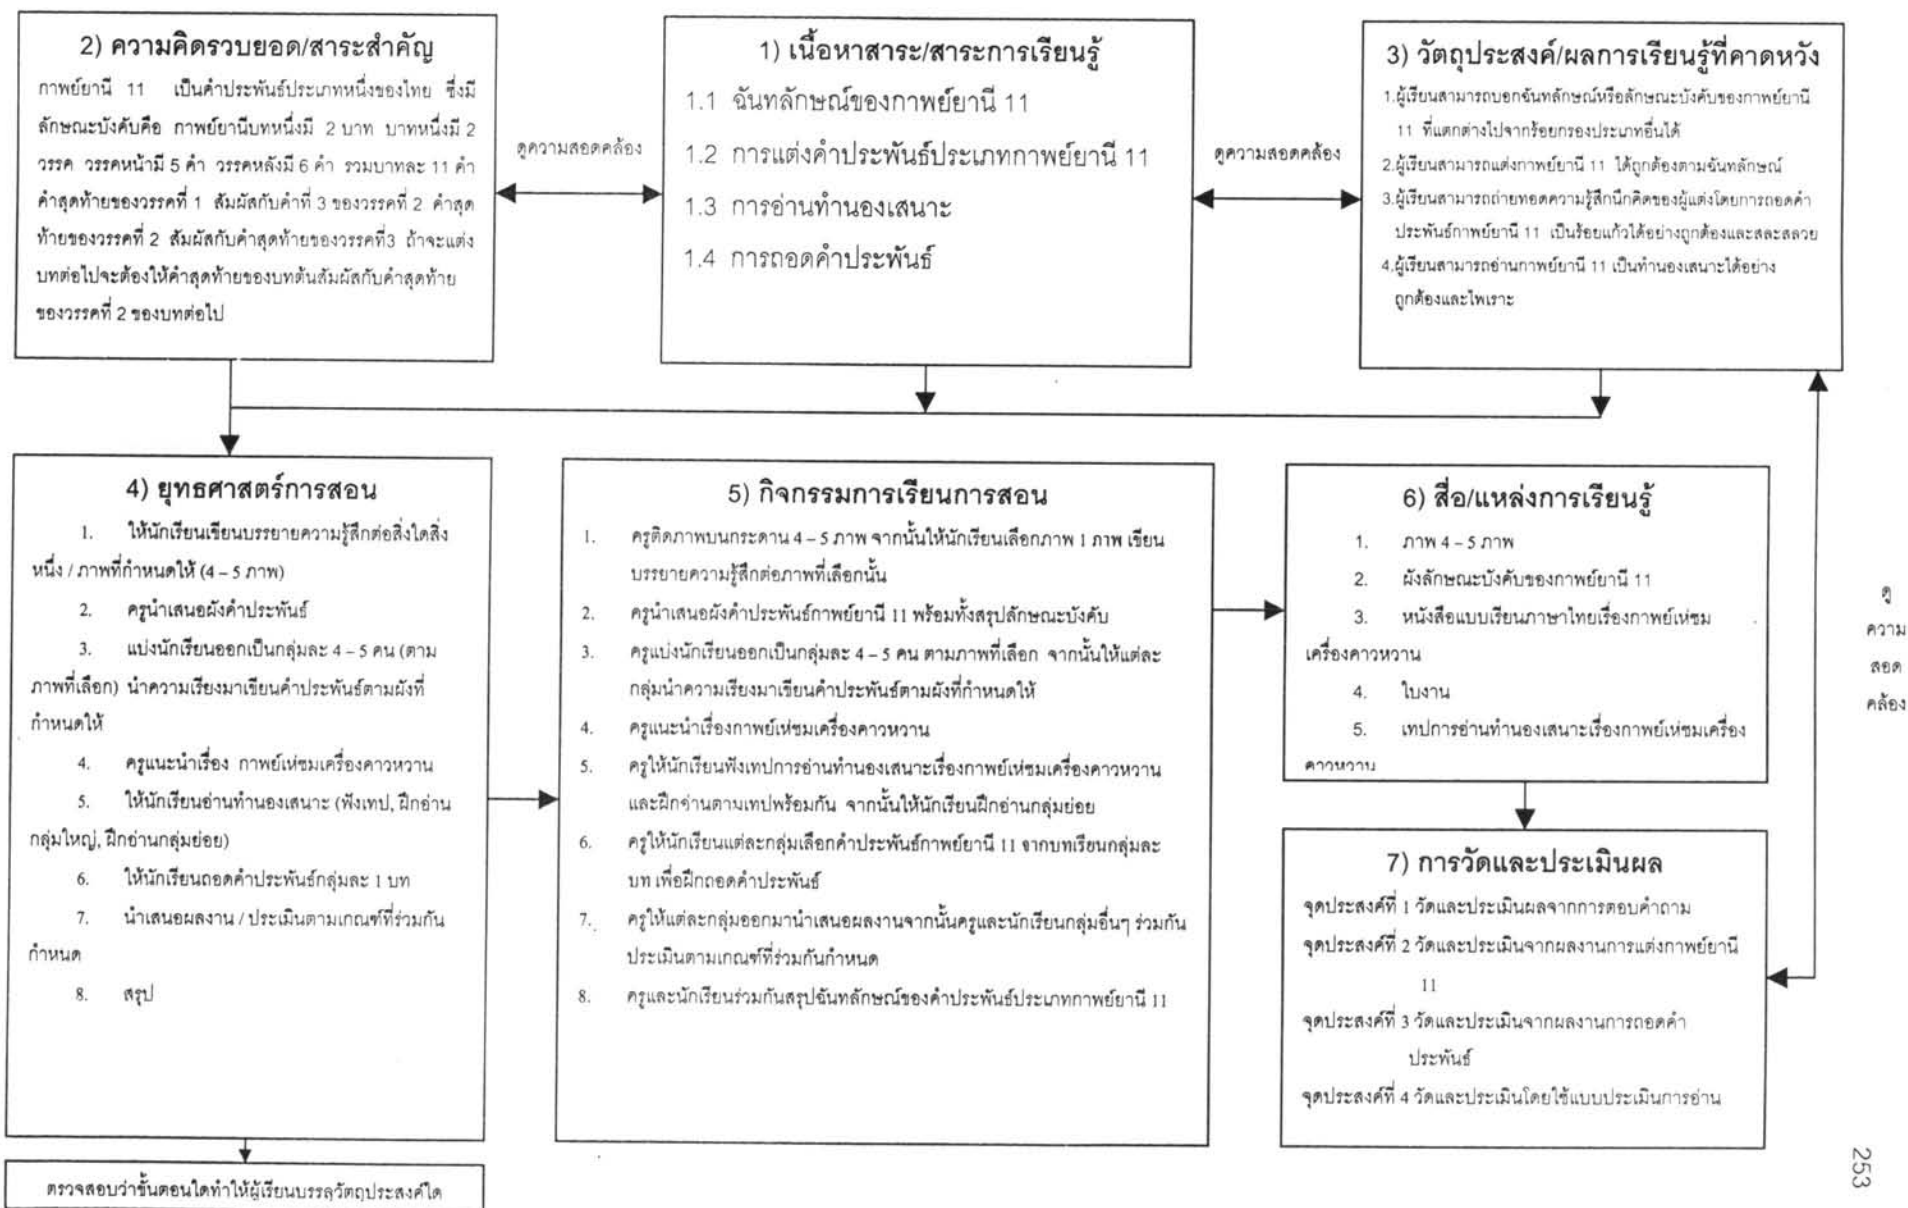 2) ความคิดรวบยอด/สาระสำคัญ
กาพย์ยานี 11 เป็นคำประพันธ์ประเภทหนึ่งของไทย ซึ่งมี
ลักษณะบังคับคือ กาพย์ยานีบทหนึ่งมี 2 บาท บาทหนึ่งมี 2
วรรค วรรคหน้ามี 5 คำ วรรคหลังมี 6 คำ รวมบาทละ 11 คำ
คำสุดท้ายของวรรคที่ 1 สัมผัสกับคำที่ 3 ของวรรคที่ 2 คำสุด
ท้ายของวรรคที่ 2 สัมผัสกับคำสุดท้ายของวรรคที่3 ถ้าจะแต่ง
บทต่อไปจะต้องให้คำสุดท้ายของบทต้นสัมผัสกับคำสุดท้าย
ของวรรคที่ 2 ของบทต่อไป
ดูความสอดคล้อง
1) เนื้อหาสาระ/สาระการเรียนรู้
1.1 ฉันทลักษณ์ของกาพย์ยานี 11
1.2 การแต่งคำประพันธ์ประเภทกาพย์ยานี 11
1.3 การอ่านทำนองเสนาะ
1.4 การถอดคำประพันธ์
ดูความสอดคล้อง
3) วัตถุประสงค์/ผลการเรียนรู้ที่คาดหวัง
1.ผู้เรียนสามารถบอกฉันทลักษณ์หรือลักษณะบังคับของกาพย์ยานี
11 ที่แตกต่างไปจากร้อยกรองประเภทอื่นได้
2.ผู้เรียนสามารถแต่งกาพย์ยานี 11 ได้ถูกต้องตามฉันทลักษณ์
3.ผู้เรียนสามารถถ่ายทอดความรู้สึกนึกคิดของผู้แต่งโดยการถอดคำ
ประพันธ์กาพย์ยานี 11 เป็นร้อยแก้วได้อย่างถูกต้องและสละสลวย
4.ผู้เรียนสามารถอ่านกาพย์ยานี 11 เป็นทำนองเสนาะได้อย่าง
ถูกต้องและไพเราะ
4) ยุทธศาสตร์การสอน
1. ให้นักเรียนเขียนบรรยายความรู้สึกต่อสิ่งใดสิ่ง
หนึ่ง / ภาพที่กำหนดให้ (4 – 5 ภาพ)
2. ครูนำเสนอผังคำประพันธ์
3. แบ่งนักเรียนออกเป็นกลุ่มละ 4 – 5 คน (ตาม
ภาพที่เลือก) นำความเรียงมาเขียนคำประพันธ์ตามผังที่
กำหนดให้
4. ครูแนะนำเรื่อง กาพย์เห่ชมเครื่องคาวหวาน
5. ให้นักเรียนอ่านทำนองเสนาะ (ฟังเทป, ฝึกอ่าน
กลุ่มใหญ่, ฝึกอ่านกลุ่มย่อย)
6. ให้นักเรียนถอดคำประพันธ์กลุ่มละ 1 บท
7. นำเสนอผลงาน / ประเมินตามเกณฑ์ที่ร่วมกัน
กำหนด
8. สรุป
5) กิจกรรมการเรียนการสอน
1. ครูติดภาพบนกระดาน 4 – 5 ภาพ จากนั้นให้นักเรียนเลือกภาพ 1 ภาพ เขียน
บรรยายความรู้สึกต่อภาพที่เลือกนั้น
2. ครูนำเสนอผังคำประพันธ์กาพย์ยานี 11 พร้อมทั้งสรุปลักษณะบังคับ
3. ครูแบ่งนักเรียนออกเป็นกลุ่มละ 4 – 5 คน ตามภาพที่เลือก จากนั้นให้แต่ละ
กลุ่มนำความเรียงมาเขียนคำประพันธ์ตามผังที่กำหนดให้
4. ครูแนะนำเรื่องกาพย์เห่ชมเครื่องคาวหวาน
5. ครูให้นักเรียนฟังเทปการอ่านทำนองเสนาะเรื่องกาพย์เห่ชมเครื่องคาวหวาน
และฝึกอ่านตามเทปพร้อมกัน จากนั้นให้นักเรียนฝึกอ่านกลุ่มย่อย
6. ครูให้นักเรียนแต่ละกลุ่มเลือกคำประพันธ์กาพย์ยานี 11 จากบทเรียนกลุ่มละ
บท เพื่อฝึกถอดคำประพันธ์
7. ครูให้แต่ละกลุ่มออกมานำเสนอผลงานจากนั้นครูและนักเรียนกลุ่มอื่นๆ ร่วมกัน
ประเมินตามเกณฑ์ที่ร่วมกันกำหนด
8. ครูและนักเรียนร่วมกันสรุปฉันทลักษณ์ของคำประพันธ์ประเภทกาพย์ยานี 11
6) สื่อ/แหล่งการเรียนรู้
1. ภาพ 4 – 5 ภาพ
2. ผังลักษณะบังคับของกาพย์ยานี 11
3. หนังสือแบบเรียนภาษาไทยเรื่องกาพย์เห่ชม
เครื่องคาวหวาน
4. ใบงาน
5. เทปการอ่านทำนองเสนาะเรื่องกาพย์เห่ชมเครื่อง
คาวหวาน
ดู
ความ
สอด
คล้อง
7) การวัดและประเมินผล
จุดประสงค์ที่ 1 วัดและประเมินผลจากการตอบคำถาม
จุดประสงค์ที่ 2 วัดและประเมินจากผลงานการแต่งกาพย์ยานี
11
จุดประสงค์ที่ 3 วัดและประเมินจากผลงานการถอดคำ
ประพันธ์
จุดประสงค์ที่ 4 วัดและประเมินโดยใช้แบบประเมินการอ่าน
ตรวจสอบว่าขั้นตอนใดทำให้ผู้เรียนบรรลุวัตถุประสงค์ใด
253